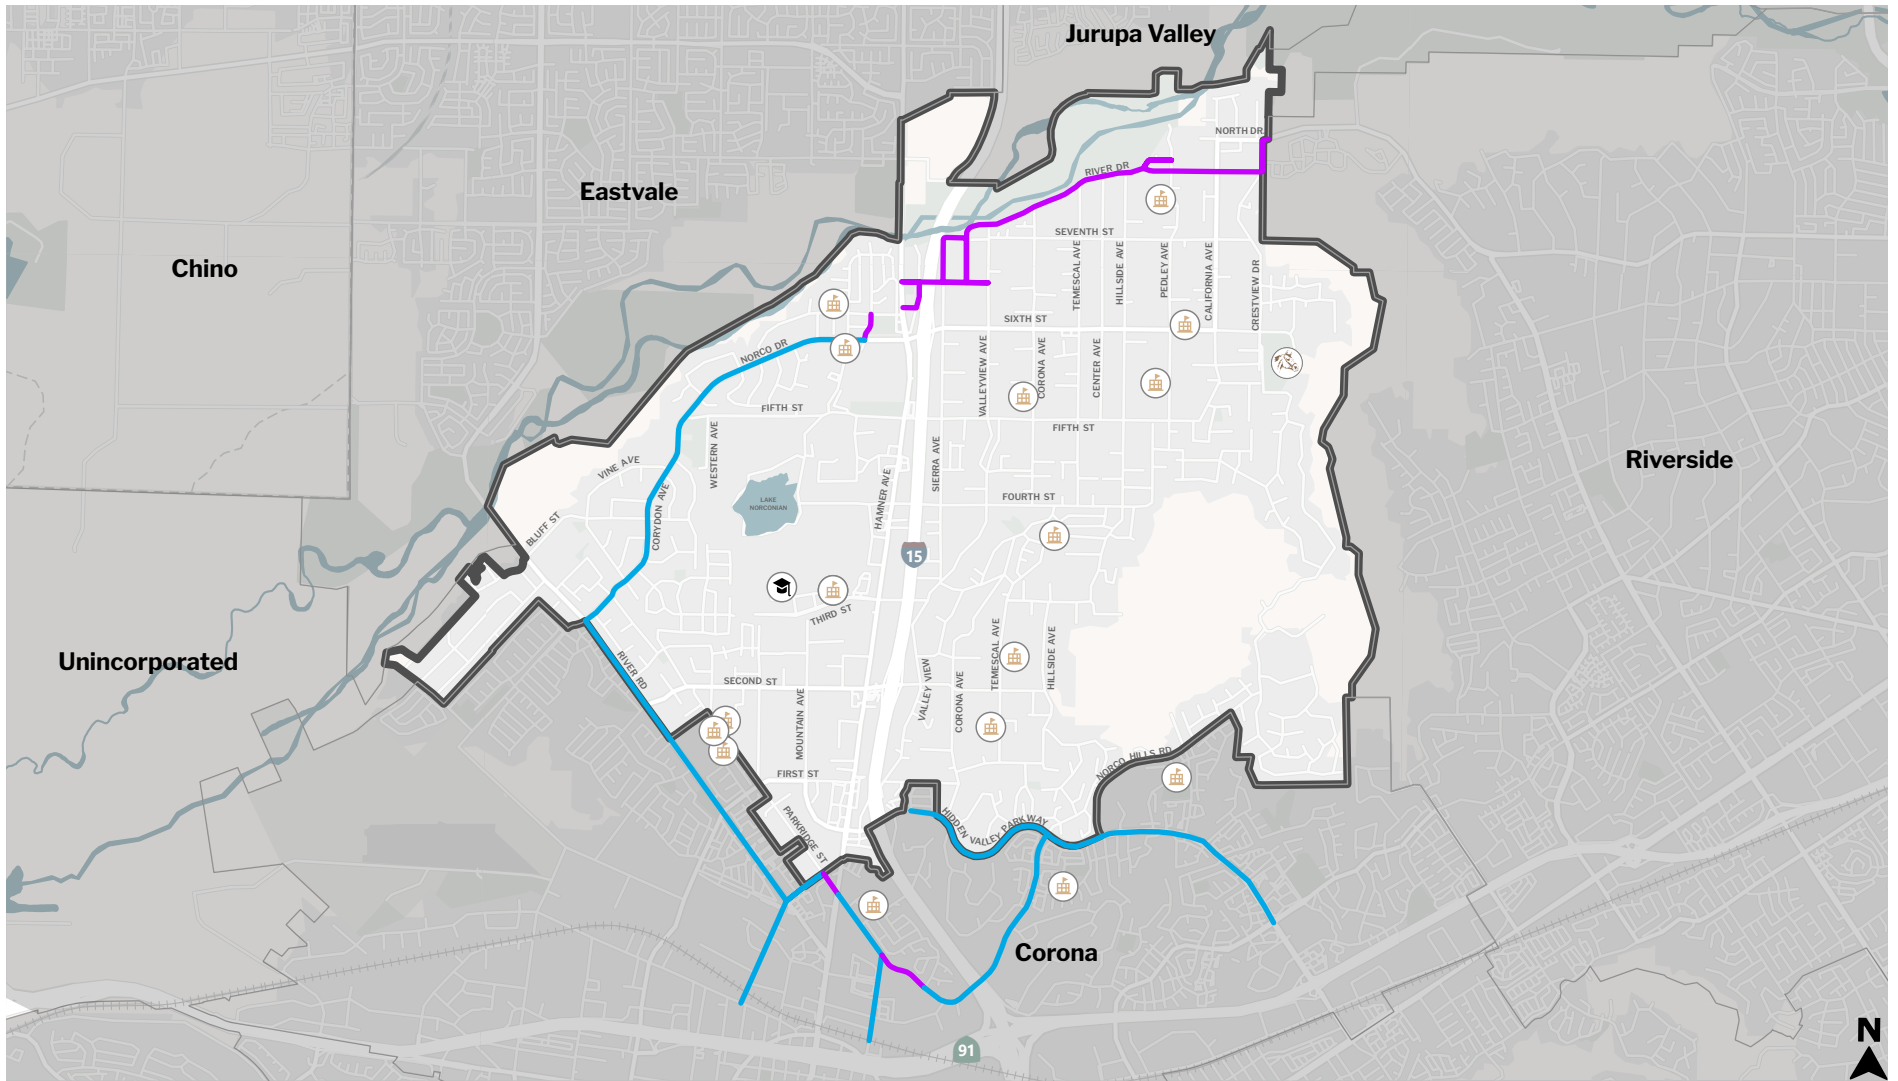 Jurupa Valley
NORTH DR
RIVER DR
Eastvale
SEVENTH ST
Chino
TEMESCAL AVE
HILLSIDE AVE
PEDLEY AVE
CALIFORNIA AVE
CRESTVIEW DR
SIXTH ST
NORCO DR
VALLEYVIEW AVE
CORONA AVE
CENTER AVE
FIFTH ST
FIFTH ST
WESTERN AVE
SIERRA AVE
Riverside
VINE AVE
HAMNER AVE
LAKE
NORCONIAN
FOURTH ST
CORYDON AVE
BLUFF ST
15
THIRD ST
Unincorporated
RIVER RD
TEMESCAL AVE
HILLSIDE AVE
SECOND ST
VALLEY VIEW
CORONA AVE
MOUNTAIN AVE
NORCO HILLS RD
FIRST ST
PARKRIDGE ST
HIDDEN VALLEY PARKWAY
Corona
N
91